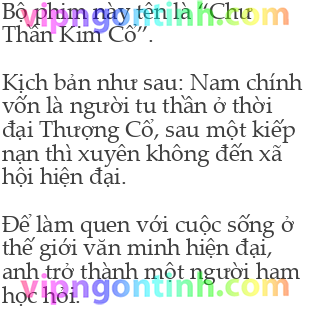 Bộ phim này tên là “Chư
Thần Kim Cổ”.
Kịch bản như sau: Nam chính
vốn là người tu thần ở thời
đại Thượng Cổ, sau một kiếp
nạn thì xuyên không đến xã
hội hiện đại.
Để làm quen với cuộc sống ở
thế giới văn minh hiện đại,
anh trở thành một người ham
học hỏi.
vipngontinh.com
vipngontinh.com